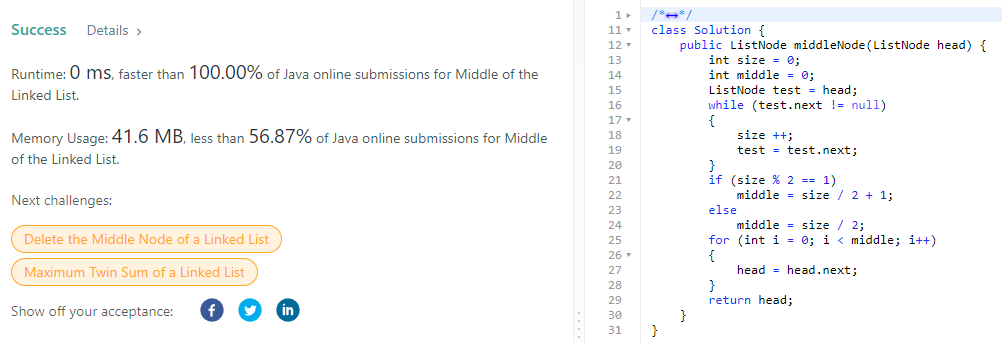 Success Details >
Runtime: 0 ms, faster than 100.00% of Java online submissions for Middle of the
Linked List.
Memory Usage: 41.6 MB, less than 56.87% of Java online submissions for Middle
of the Linked List.
Next challenges:
Delete the Middle Node of a Linked List
Maximum Twin Sum of a Linked List
Show off your acceptance:
1 /*↔*/
11 class Solution {
12     public ListNode middleNode(ListNode head) {
13         int size = 0;
14         int middle = 0;
15         ListNode test = head;
16         while (test.next != null)
17         {
18             size ++;
19             test = test.next;
20         }
21         if (size % 2 == 1)
22             middle = size / 2 + 1;
23         else
24             middle = size / 2;
25         for (int i = 0; i < middle; i++)
26         {
27             head = head.next;
28         }
29         return head;
30     }
31 }